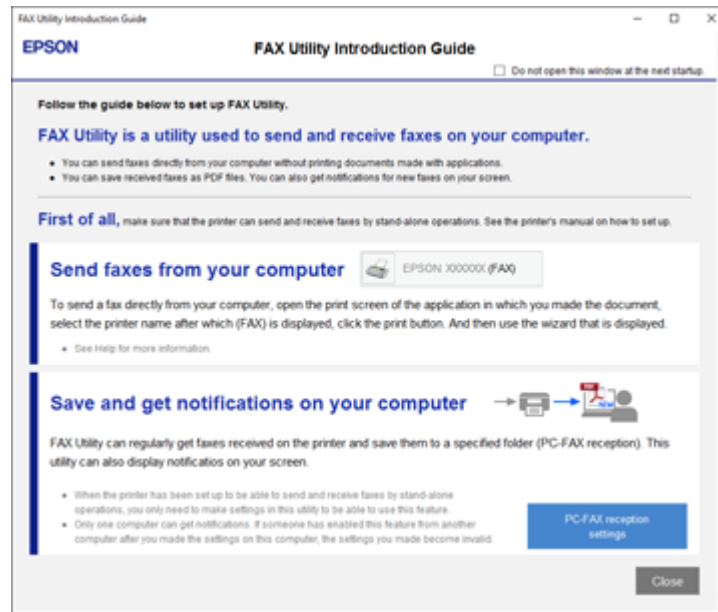 FAX Utility Introduction Guide
EPSON
FAX Utility Introduction Guide
Do not open this window at the next startup.
Follow the guide below to set up FAX Utility.
FAX Utility is a utility used to send and receive faxes on your computer.
• You can send faxes directly from your computer without printing documents made with applications.
• You can save received faxes as PDF files. You can also get notifications for new faxes on your screen.
First of all, make sure that the printer can send and receive faxes by stand-alone operations. See the printer's manual on how to set up.
Send faxes from your computer
EPSON XXXXXX (FAX)
To send a fax directly from your computer, open the print screen of the application in which you made the document,
select the printer name after which (FAX) is displayed, click the print button. And then use the wizard that is displayed.
• See Help for more information.
Save and get notifications on your computer
PDF
NEW
FAX Utility can regularly get faxes received on the printer and save them to a specified folder (PC-FAX reception). This
utility can also display notificatios on your screen.
• When the printer has been set up to be able to send and receive faxes by stand-alone
operations, you only need to make settings in this utility to be able to use this feature.
• Only one computer can get notifications. If someone has enabled this feature from another
computer after you made the settings on this computer, the settings you made become invalid.
PC-FAX reception
settings
Close